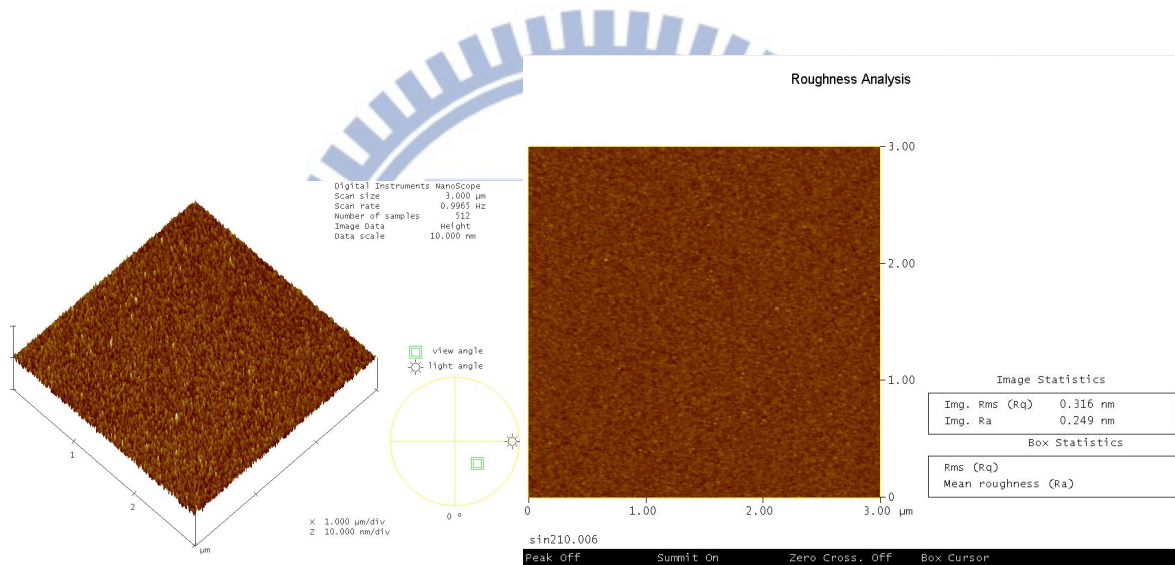 Roughness Analysis
Digital Instruments NanoScope
Scan size 3.000 µm
Scan rate 0.9965 Hz
Number of samples 512
Image Data Height
Data scale 10.000 nm
view angle
light angle
0 °
1
2
µm
X 1.000 µm/div
Z 10.000 nm/div
3.00
2.00
1.00
0
0 1.00 2.00 3.00 µm
Image Statistics
Img. Rms (Rq) 0.316 nm
Img. Ra 0.249 nm
Box Statistics
Rms (Rq)
Mean roughness (Ra)
sin210.006
Peak Off Summit On Zero Cross. Off Box Cursor